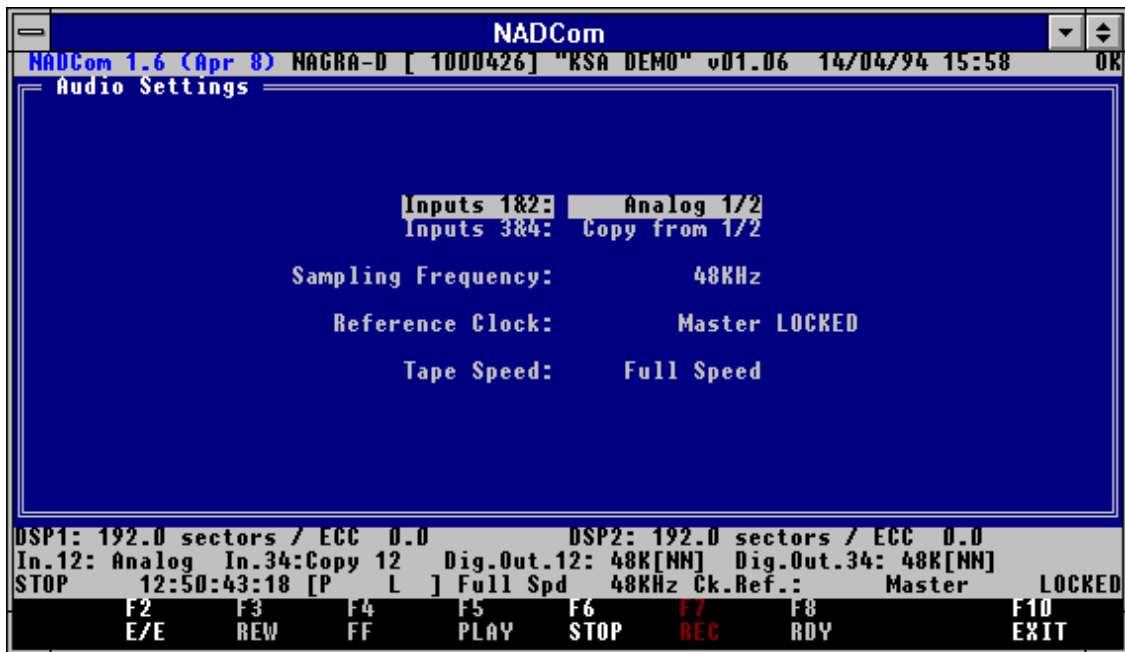 NADCom
NADCom 1.6 (Apr 8) NAGRA-D [ 1000426] "KSA DEMO" v01.06 14/04/94 15:58 OK
Audio Settings
Inputs 1&2: Analog 1/2
Inputs 3&4: Copy from 1/2
Sampling Frequency: 48KHz
Reference Clock: Master LOCKED
Tape Speed: Full Speed
DSP1: 192.0 sectors / ECC 0.0 DSP2: 192.0 sectors / ECC 0.0
In.12: Analog In.34:Copy 12 Dig.Out.12: 48K[NN] Dig.Out.34: 48K[NN]
STOP 12:50:43:18 [P L ] Full Spd 48KHz Ck.Ref.: Master LOCKED
F2 F3 F4 F5 F6 F7 F8 F10
E/E REW FF PLAY STOP REC RDY EXIT